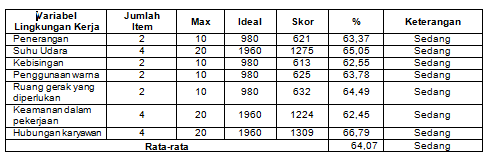 Variabel Lingkungan Kerja Jumlah Item Max Ideal Skor % Keterangan
Penerangan 2 10 980 621 63,37 Sedang
Suhu Udara 4 20 1960 1275 65,05 Sedang
Kebisingan 2 10 980 613 62,55 Sedang
Penggunaan warna 2 10 980 625 63,78 Sedang
Ruang gerak yang diperlukan 2 10 980 632 64,49 Sedang
Keamanan dalam pekerjaan 4 20 1960 1224 62,45 Sedang
Hubungan karyawan 4 20 1960 1309 66,79 Sedang
Rata-rata 64,07 Sedang